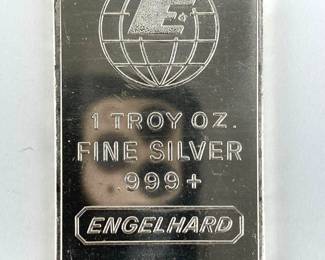 E
1 TROY OZ.
FINE SILVER
.999+
ENGELHARD